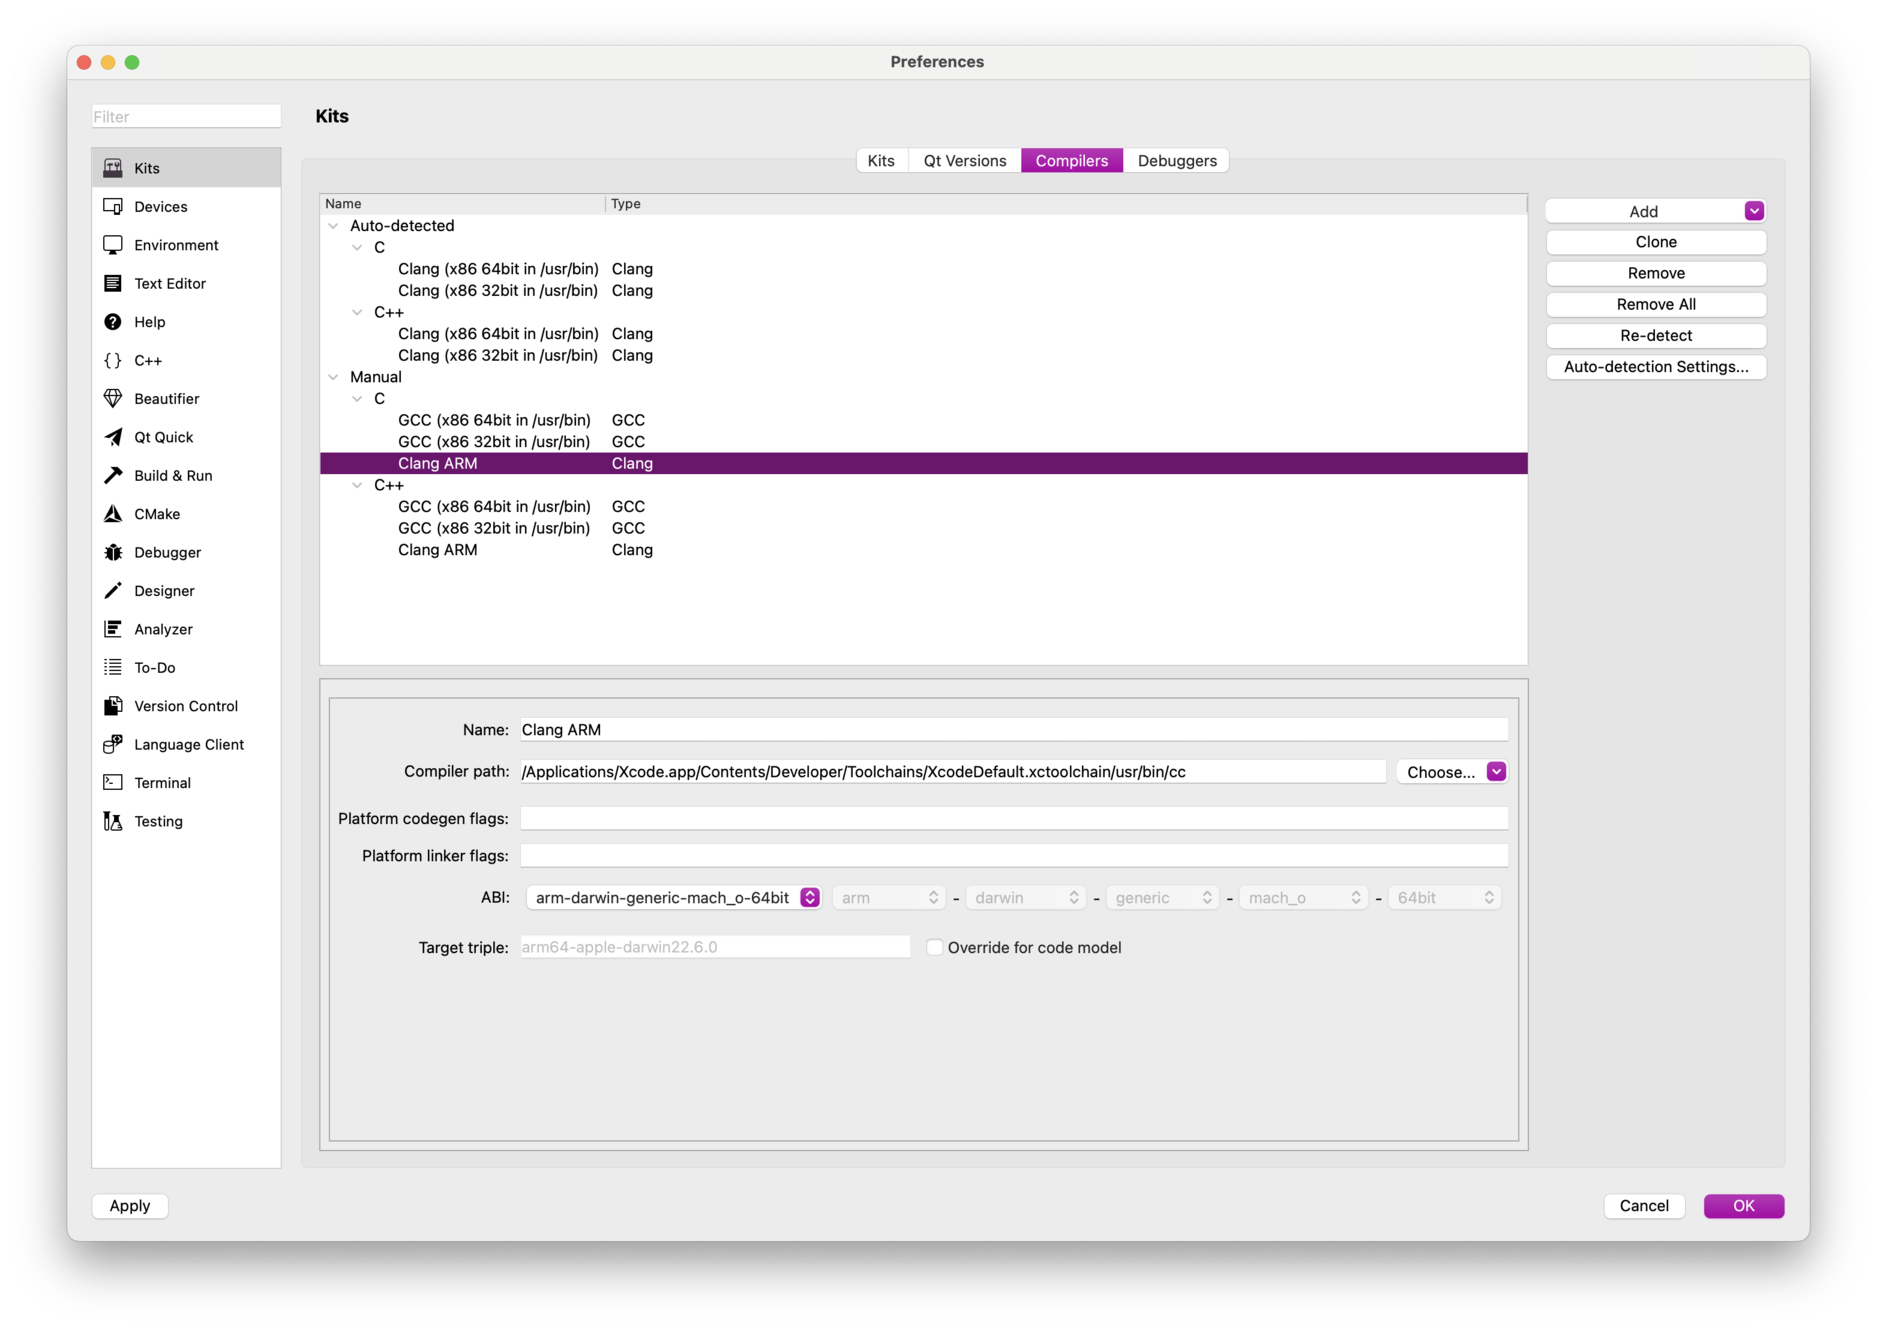 Preferences
Filter
Kits
Devices
Environment
Text Editor
Help
C++
Beautifier
Qt Quick
Build & Run
CMake
Debugger
Designer
Analyzer
To-Do
Version Control
Language Client
Terminal
Testing
Kits
Kits Qt Versions Compilers Debuggers
Name Type
Auto-detected
C
Clang (x86 64bit in /usr/bin) Clang
Clang (x86 32bit in /usr/bin) Clang
C++
Clang (x86 64bit in /usr/bin) Clang
Clang (x86 32bit in /usr/bin) Clang
Manual
C
GCC (x86 64bit in /usr/bin) GCC
GCC (x86 32bit in /usr/bin) GCC
Clang ARM Clang
C++
GCC (x86 64bit in /usr/bin) GCC
GCC (x86 32bit in /usr/bin) GCC
Clang ARM Clang
Add
Clone
Remove
Remove All
Re-detect
Auto-detection Settings...
Name: Clang ARM
Compiler path: /Applications/Xcode.app/Contents/Developer/Toolchains/XcodeDefault.xctoolchain/usr/bin/cc Choose...
Platform codegen flags:
Platform linker flags:
ABI: arm-darwin-generic-mach_o-64bit arm - darwin - generic - mach_o - 64bit
Target triple: arm64-apple-darwin22.6.0 Override for code model
Apply Cancel OK